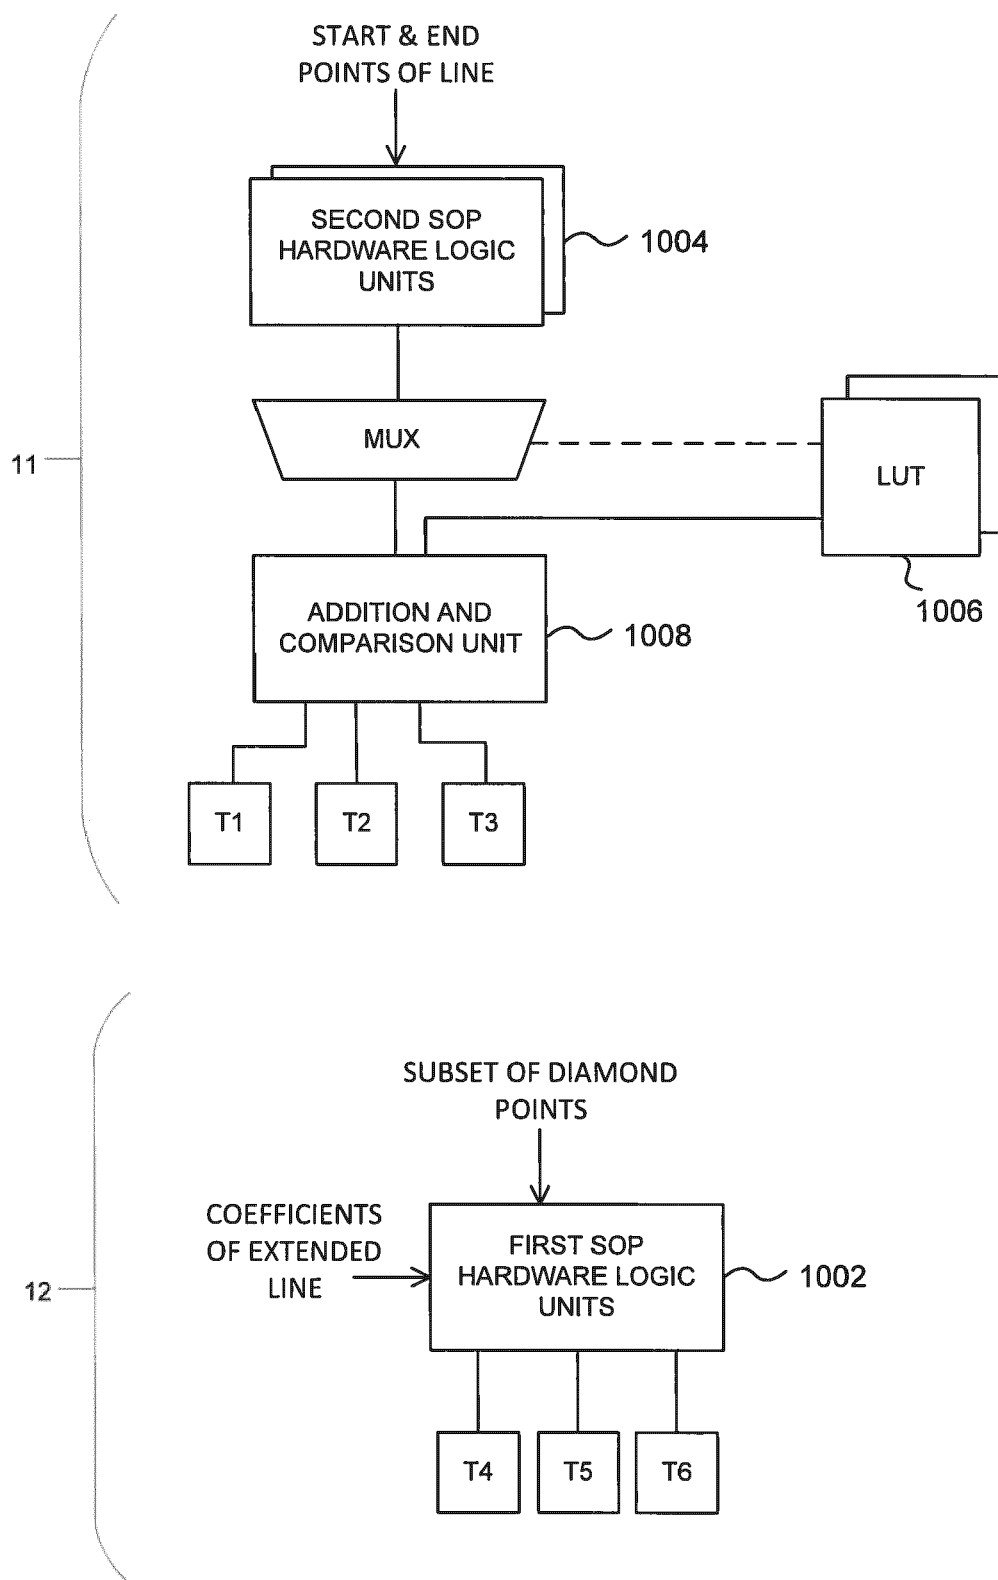 START & END
POINTS OF LINE
SECOND SOP
HARDWARE LOGIC
UNITS
1004
MUX
11
LUT
1006
ADDITION AND
COMPARISON UNIT
1008
T1
T2
T3
SUBSET OF DIAMOND
POINTS
COEFFICIENTS
OF EXTENDED
LINE
FIRST SOP
HARDWARE LOGIC
UNITS
1002
12
T4
T5
T6